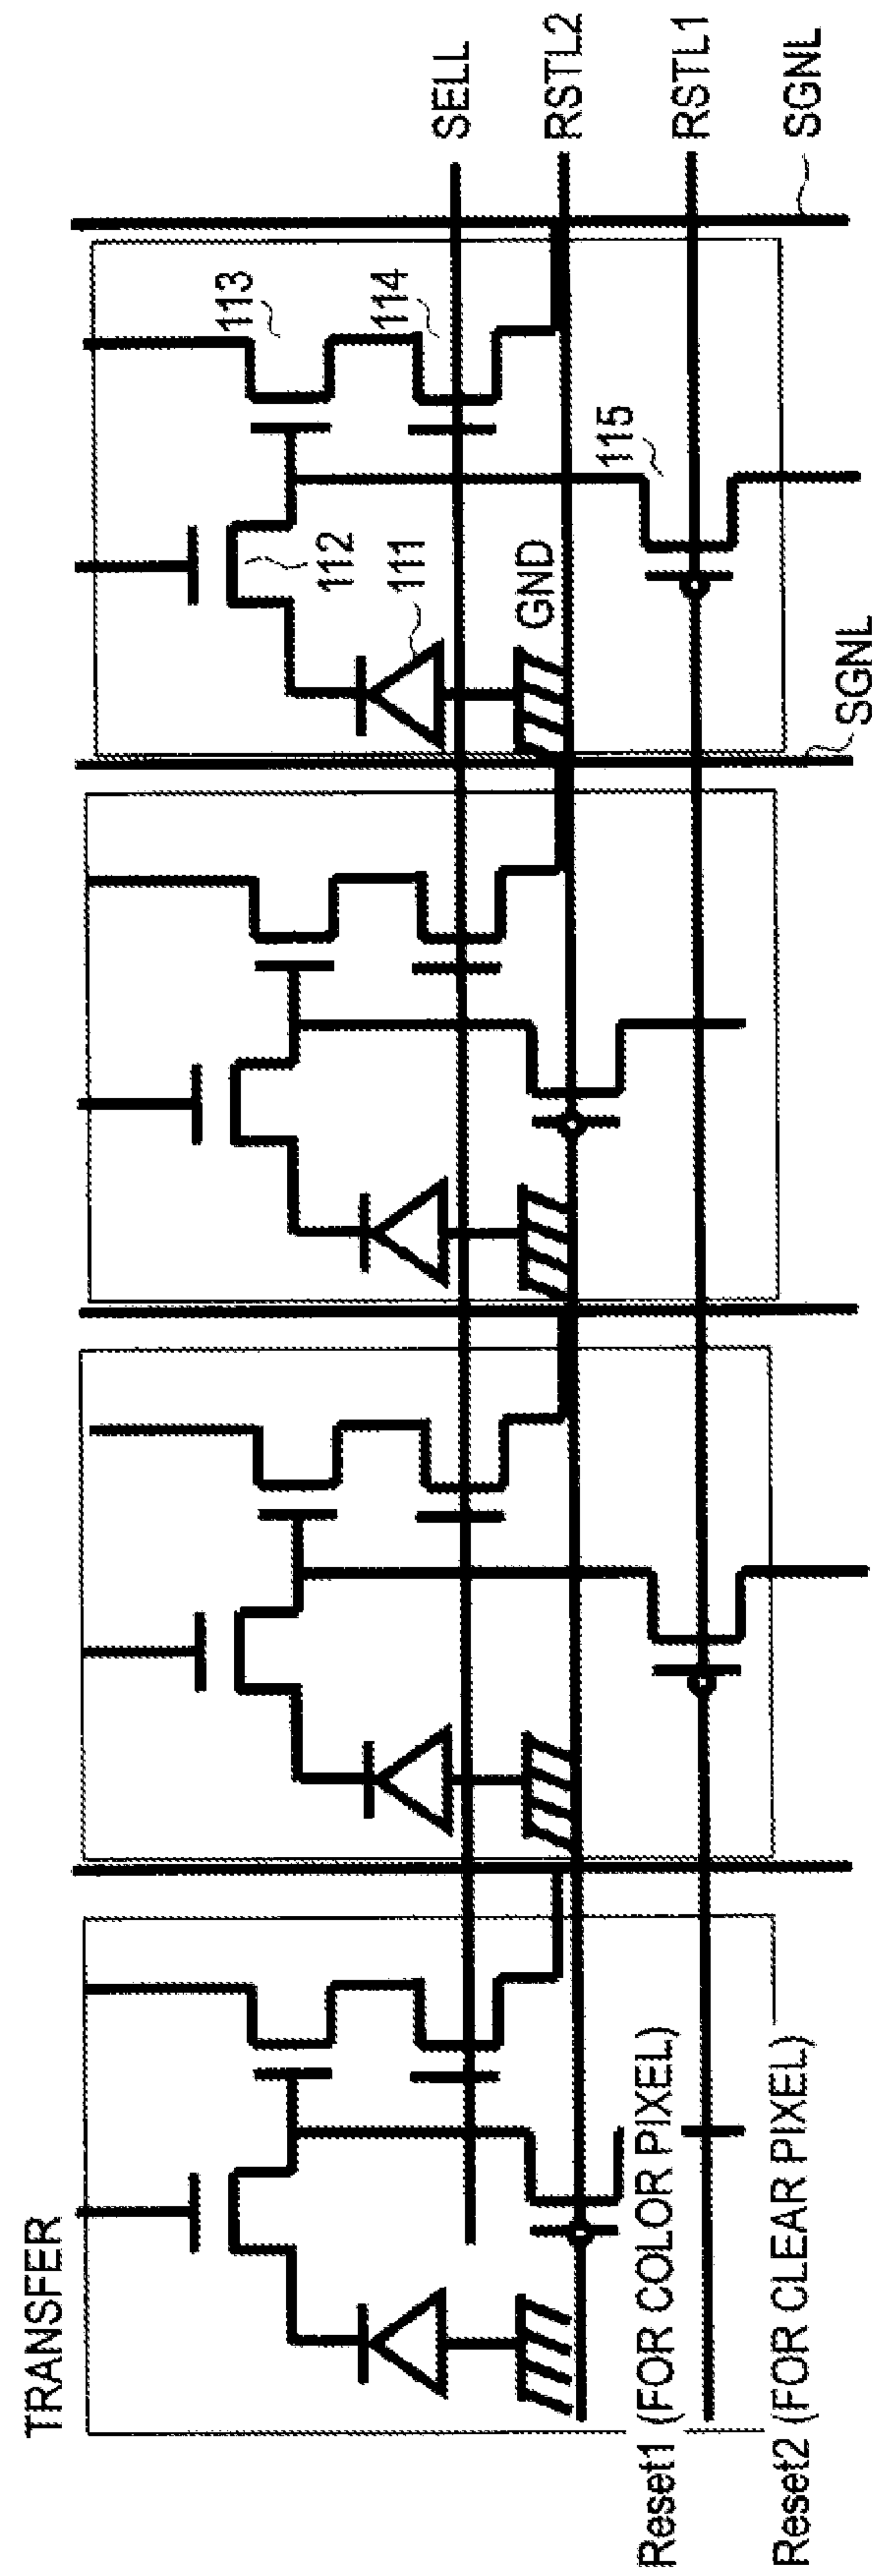 TRANSFER
Reset1 (FOR COLOR PIXEL)
Reset2 (FOR CLEAR PIXEL)
111
112
113
114
115
GND
SELL
RSTL2
RSTL1
SGNL
SGNL